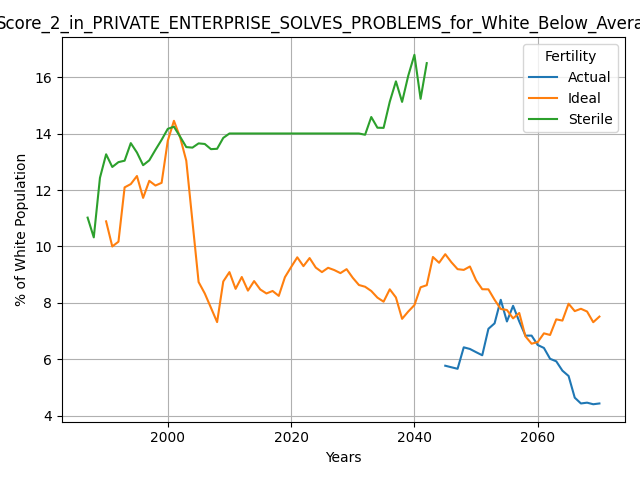 Score_2_in_PRIVATE_ENTERPRISE_SOLVES_PROBLEMS_for_White_Below_Avera
Fertility
Actual
Ideal
Sterile
% of White Population
16
14
12
10
8
6
4
2000 2020 2040 2060
Years